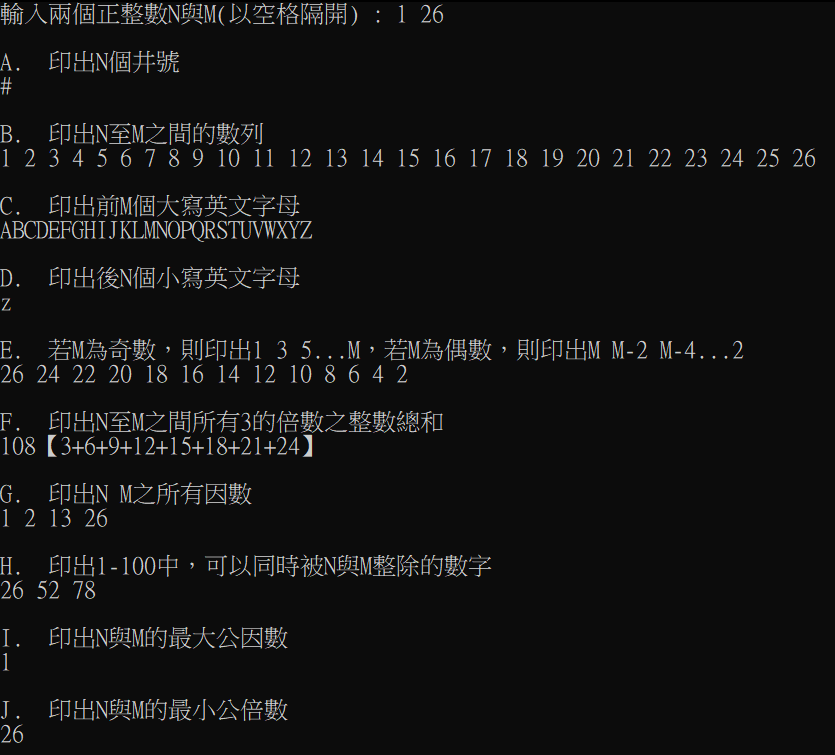 輸入兩個正整數N與M(以空格隔開) : 1 26
A. 印出N個井號
#
B. 印出N至M之間的數列
1 2 3 4 5 6 7 8 9 10 11 12 13 14 15 16 17 18 19 20 21 22 23 24 25 26
C. 印出前M個大寫英文字母
ABCDEFGHIJKLMNOPQRSTUVWXYZ
D. 印出後N個小寫英文字母
z
E. 若M為奇數，則印出1 3 5...M，若M為偶數，則印出M M-2 M-4...2
26 24 22 20 18 16 14 12 10 8 6 4 2
F. 印出N至M之間所有3的倍數之整數總和
108【3+6+9+12+15+18+21+24】
G. 印出N M之所有因數
1 2 13 26
H. 印出1-100中，可以同時被N與M整除的數字
26 52 78
I. 印出N與M的最大公因數
1
J. 印出N與M的最小公倍數
26